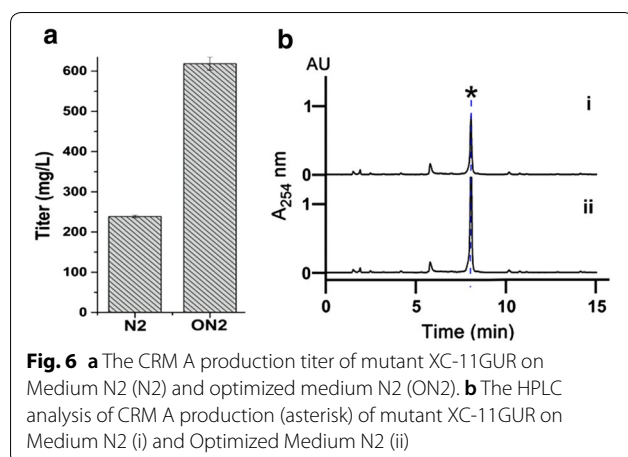 a
b
600
500
400
300
200
100
0
Titer (mg/L)
N2
ON2
AU
*
i
1
0
ii
1
0
A254 nm
0
5
10
15
Time (min)
Fig. 6 a The CRM A production titer of mutant XC-11GUR on
Medium N2 (N2) and optimized medium N2 (ON2). b The HPLC
analysis of CRM A production (asterisk) of mutant XC-11GUR on
Medium N2 (i) and Optimized Medium N2 (ii)